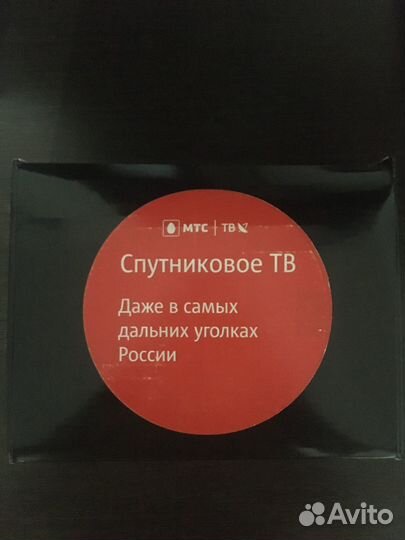 МТС | ТВ
Спутниковое ТВ
Даже в самых
дальних уголках
России
Avito